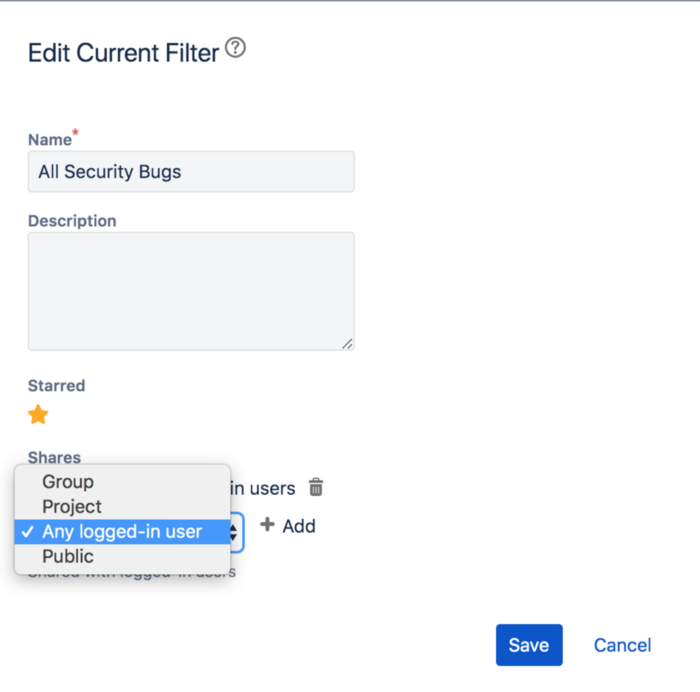 Edit Current Filter ?
Name*
All Security Bugs
Description
Starred
Shares
Group
in users
Project
Any logged-in user
+ Add
Public
Shared with logged-in users
Save Cancel